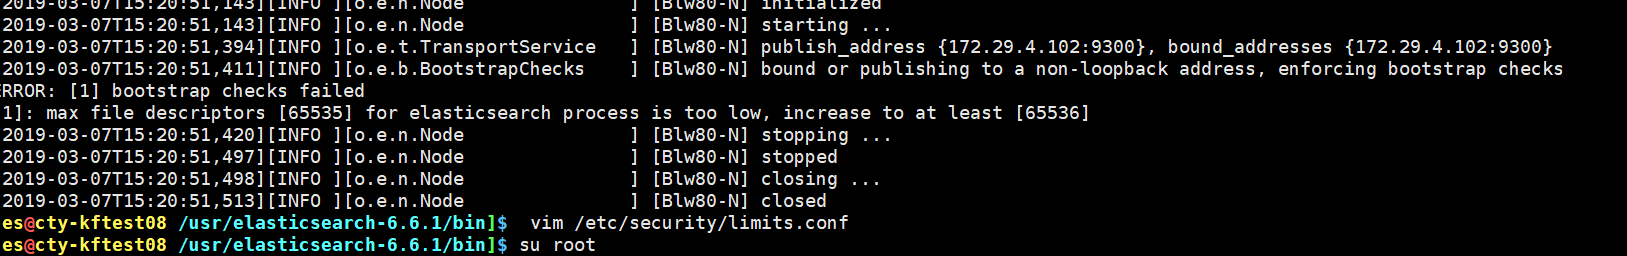 2019-03-07T15:20:51,143][INFO ][o.e.n.Node               ] [Blw80-N] initialized
2019-03-07T15:20:51,143][INFO ][o.e.n.Node               ] [Blw80-N] starting ...
2019-03-07T15:20:51,394][INFO ][o.e.t.TransportService   ] [Blw80-N] publish_address {172.29.4.102:9300}, bound_addresses {172.29.4.102:9300}
2019-03-07T15:20:51,411][INFO ][o.e.b.BootstrapChecks    ] [Blw80-N] bound or publishing to a non-loopback address, enforcing bootstrap checks
RROR: [1] bootstrap checks failed
1]: max file descriptors [65535] for elasticsearch process is too low, increase to at least [65536]
2019-03-07T15:20:51,420][INFO ][o.e.n.Node               ] [Blw80-N] stopping ...
2019-03-07T15:20:51,497][INFO ][o.e.n.Node               ] [Blw80-N] stopped
2019-03-07T15:20:51,498][INFO ][o.e.n.Node               ] [Blw80-N] closing ...
2019-03-07T15:20:51,513][INFO ][o.e.n.Node               ] [Blw80-N] closed
es@cty-kftest08 /usr/elasticsearch-6.6.1/bin]$  vim /etc/security/limits.conf
es@cty-kftest08 /usr/elasticsearch-6.6.1/bin]$ su root